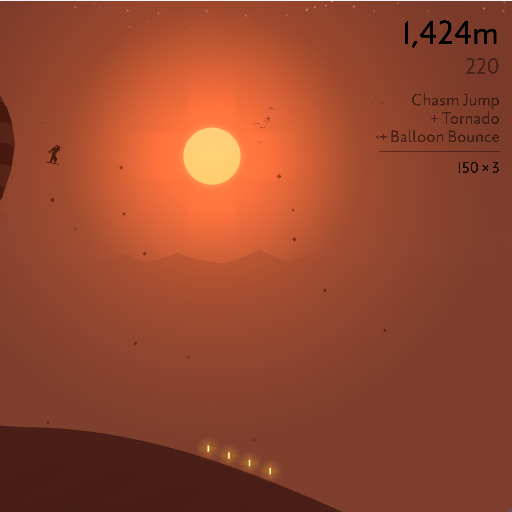 1,424m
220
Chasm Jump
+ Tornado
+ Balloon Bounce
150 × 3